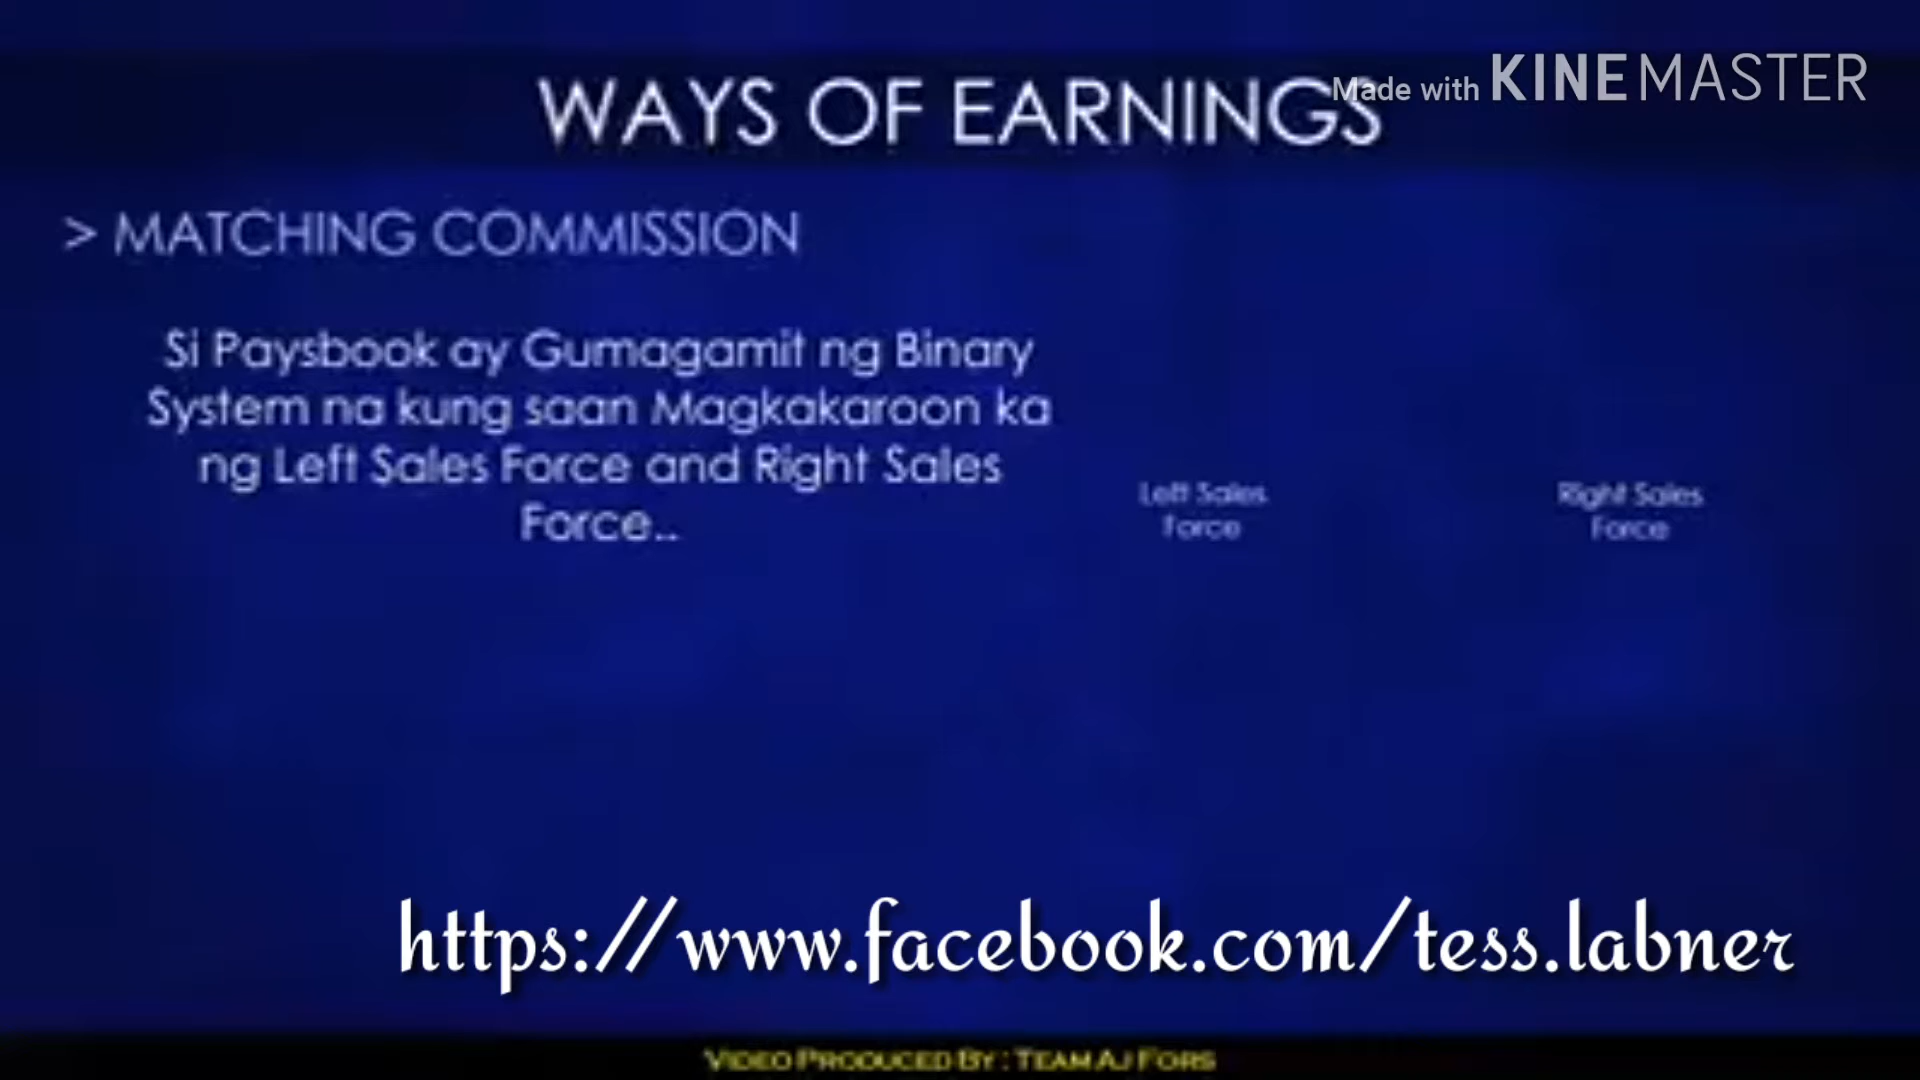 Made with KINEMASTER
WAYS OF EARNINGS
> MATCHING COMMISSION
Si Paysbook ay Gumagamit ng Binary
System na kung saan Magkakaroon ka
ng Left Sales Force and Right Sales
Force..
Left Sales
Force
Right Sales
Force
https://www.facebook.com/tess.labner
VIDEO PRODUCED BY : TEAM AJ FORS